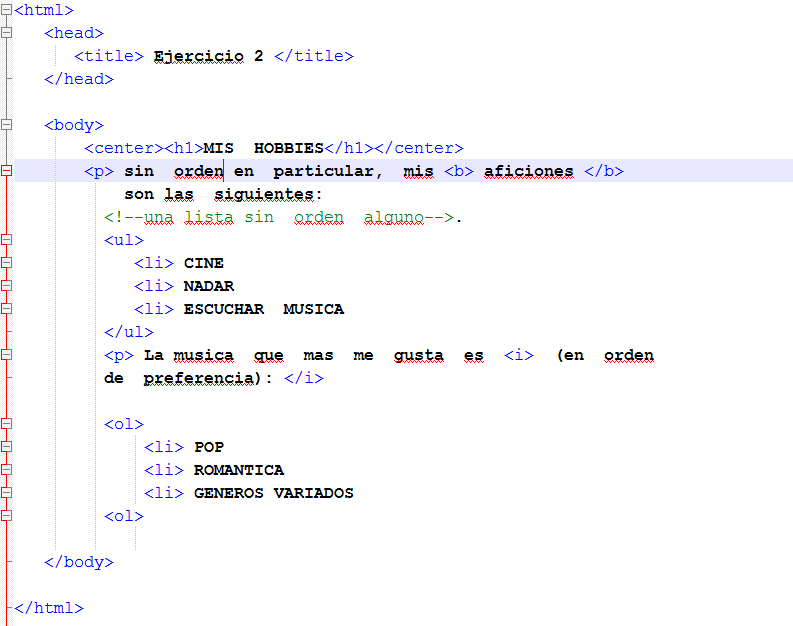 <html>
<head>
<title> Ejercicio 2 </title>
</head>
<body>
<center><h1>MIS HOBBIES</h1></center>
<p> sin orden en particular, mis <b> aficiones </b>
son las siguientes:
<!--una lista sin orden alguno-->.
<ul>
<li> CINE
<li> NADAR
<li> ESCUCHAR MUSICA
</ul>
<p> La musica que mas me gusta es <i> (en orden
de preferencia): </i>
<ol>
<li> POP
<li> ROMANTICA
<li> GENEROS VARIADOS
<ol>
</body>
</html>